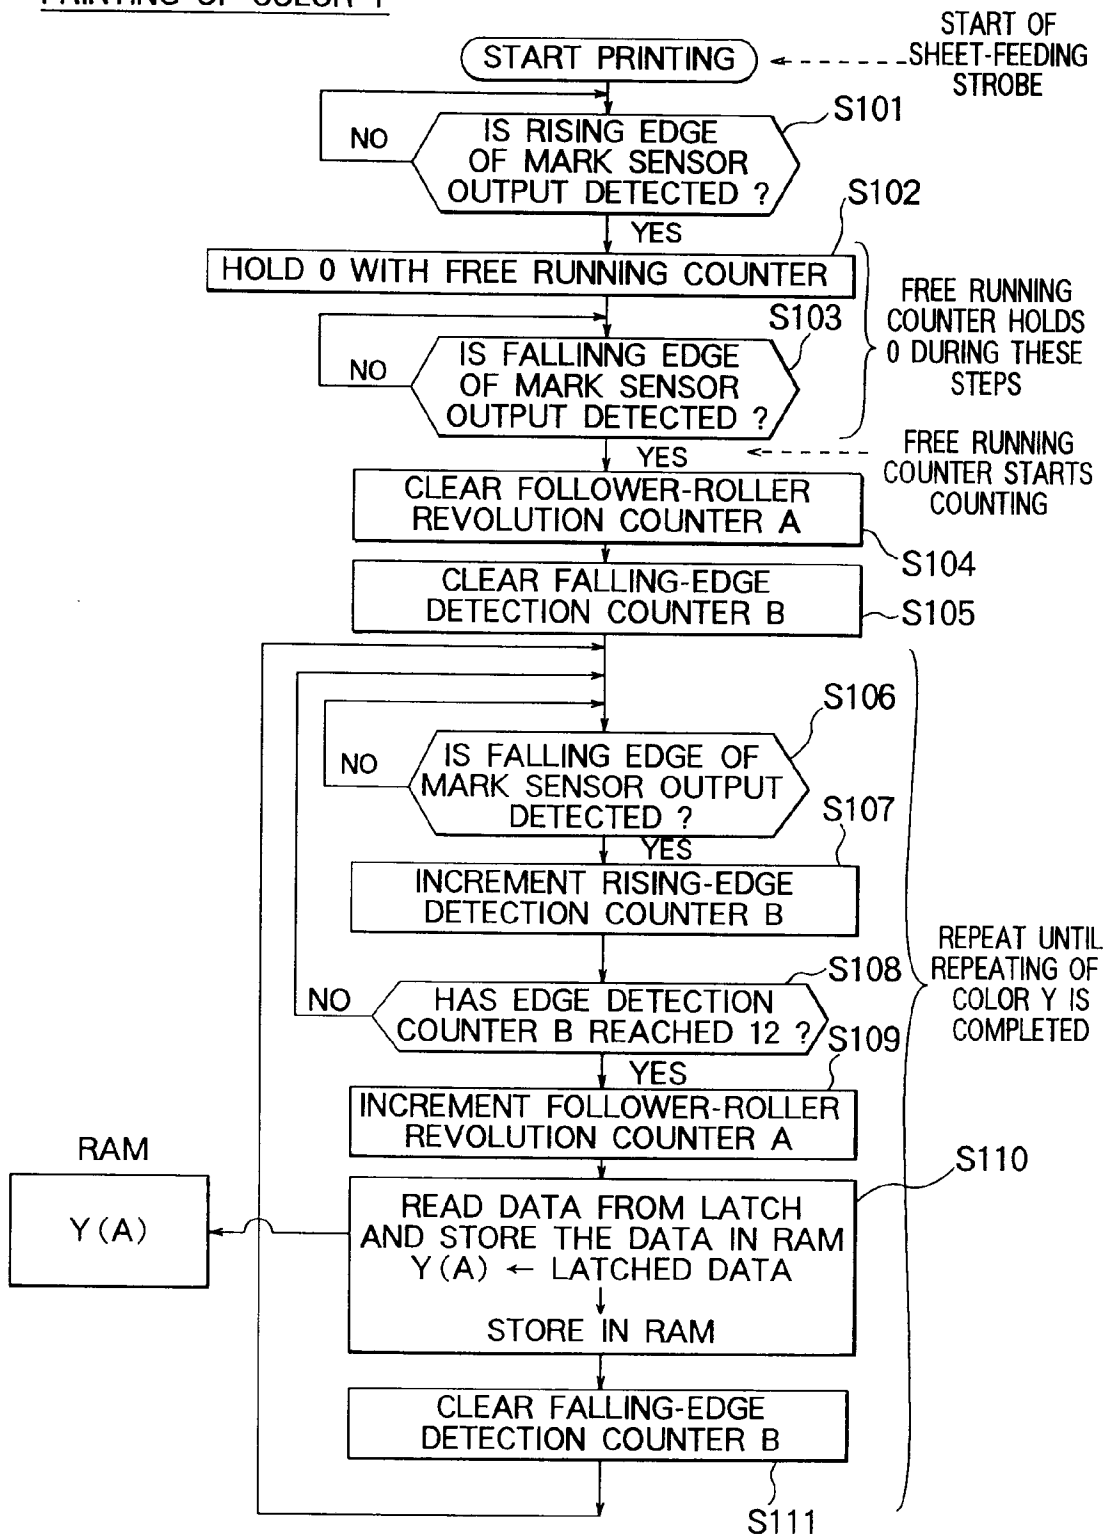 START OF
SHEET-FEEDING
STROBE
START PRINTING
S101
NO
IS RISING EDGE
OF MARK SENSOR
OUTPUT DETECTED ?
S102
YES
HOLD 0 WITH FREE RUNNING COUNTER
FREE RUNNING
COUNTER HOLDS
0 DURING THESE
STEPS
S103
NO
IS FALLINNG EDGE
OF MARK SENSOR
OUTPUT DETECTED ?
YES
FREE RUNNING
COUNTER STARTS
COUNTING
CLEAR FOLLOWER-ROLLER
REVOLUTION COUNTER A
S104
CLEAR FALLING-EDGE
DETECTION COUNTER B
S105
S106
NO
IS FALLING EDGE OF
MARK SENSOR OUTPUT
DETECTED ?
S107
YES
INCREMENT RISING-EDGE
DETECTION COUNTER B
REPEAT UNTIL
REPEATING OF
COLOR Y IS
COMPLETED
S108
NO
HAS EDGE DETECTION
COUNTER B REACHED 12 ?
S109
YES
INCREMENT FOLLOWER-ROLLER
REVOLUTION COUNTER A
RAM
Y(A)
S110
READ DATA FROM LATCH
AND STORE THE DATA IN RAM
Y(A) ← LATCHED DATA
STORE IN RAM
CLEAR FALLING-EDGE
DETECTION COUNTER B
S111